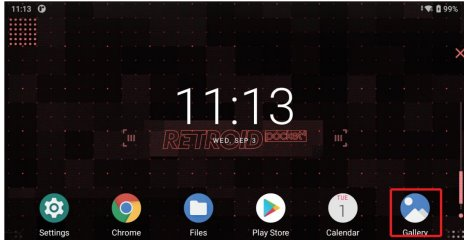 11:13
99%
11:13
RETROID pocket
WED, SEP 3
TUE
1
Settings
Chrome
Files
Play Store
Calendar
Gallery